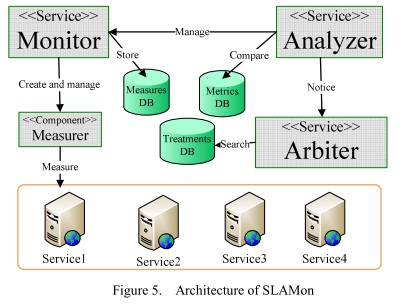 <<Service>>
Monitor
Manage
<<Service>>
Analyzer
Store
Compare
Create and manage
Measures
DB
Metrics
DB
Notice
<<Component>>
Measurer
Treatments
DB
Search
<<Service>>
Arbiter
Measure
Service1
Service2
Service3
Service4
Figure 5. Architecture of SLAMon